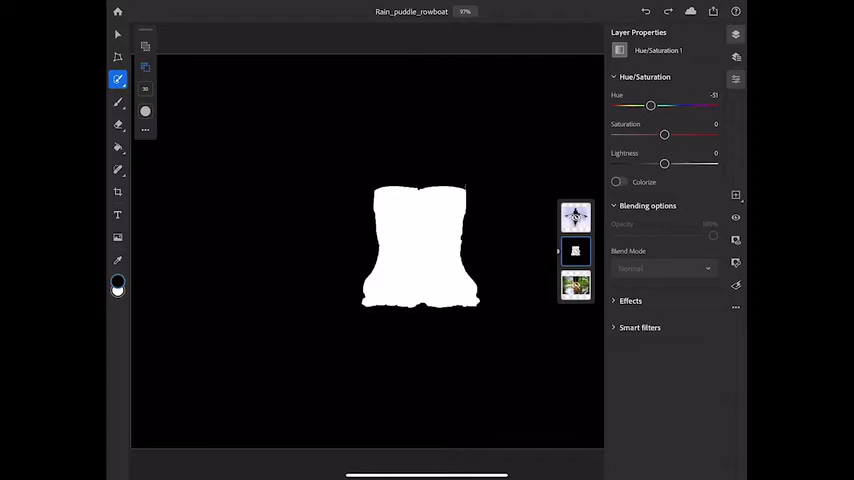 Rain_puddle_rowboat 97%
Layer Properties
Hue/Saturation 1
Hue/Saturation
Hue -51
Saturation 0
Lightness 0
Colorize
Blending options
Opacity 100%
Blend Mode
Normal
Effects
Smart filters
30
T